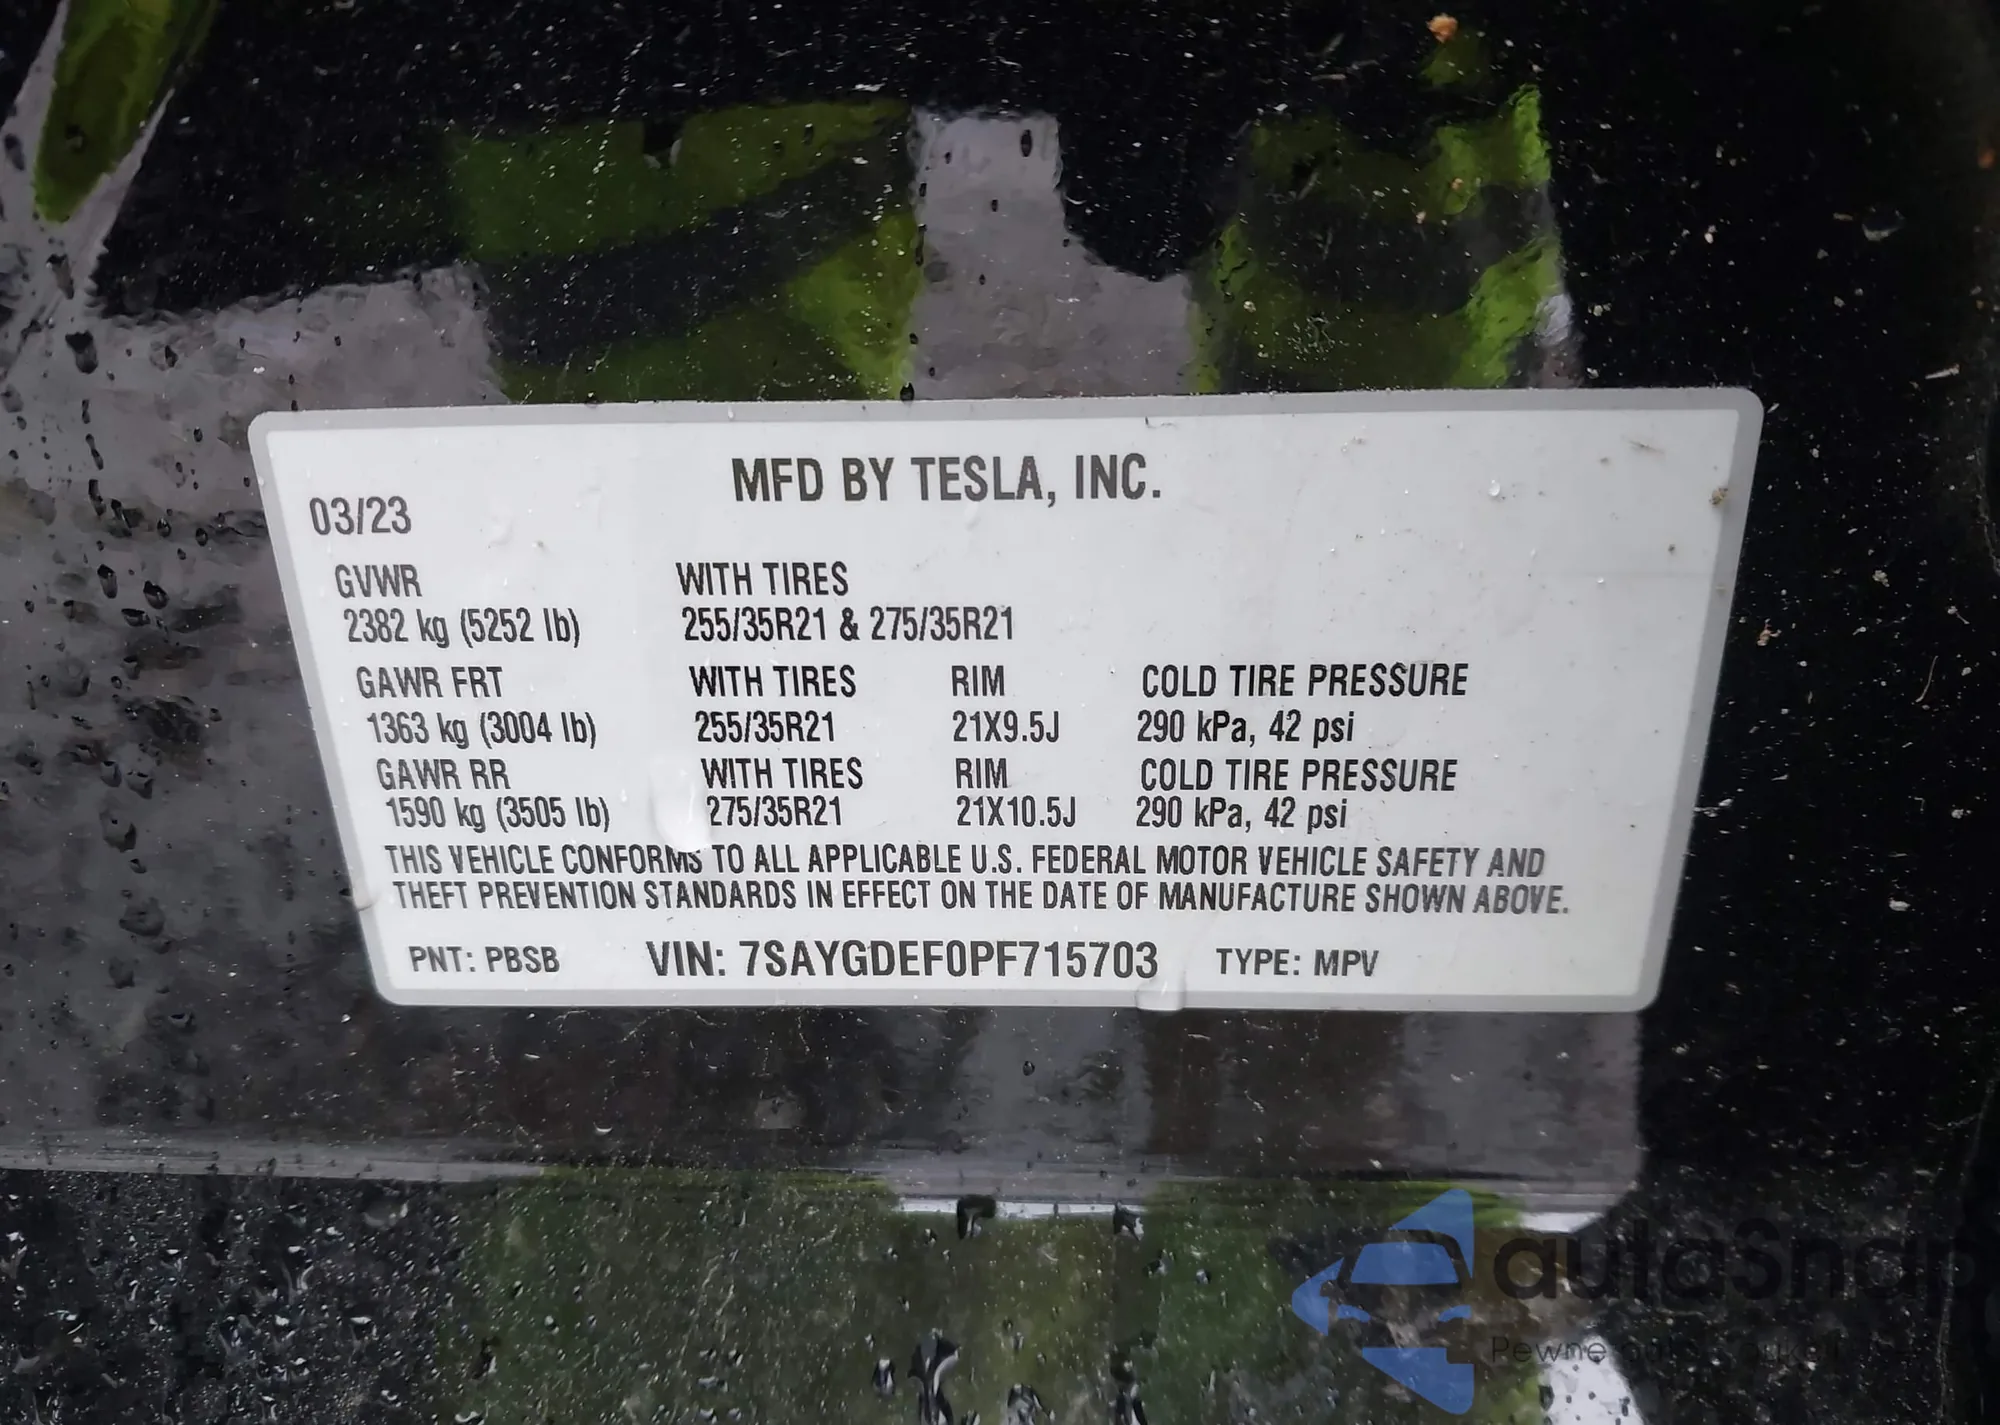 MFD BY TESLA, INC.
03/23
GVWR WITH TIRES
2382 kg (5252 lb) 255/35R21 & 275/35R21
GAWR FRT WITH TIRES RIM COLD TIRE PRESSURE
1363 kg (3004 lb) 255/35R21 21X9.5J 290 kPa, 42 psi
GAWR RR WITH TIRES RIM COLD TIRE PRESSURE
1590 kg (3505 lb) 275/35R21 21X10.5J 290 kPa, 42 psi
THIS VEHICLE CONFORMS TO ALL APPLICABLE U.S. FEDERAL MOTOR VEHICLE SAFETY AND
THEFT PREVENTION STANDARDS IN EFFECT ON THE DATE OF MANUFACTURE SHOWN ABOVE.
PNT: PBSB VIN: 7SAYGDEF0PF715703 TYPE: MPV
autaSnap
Pewne